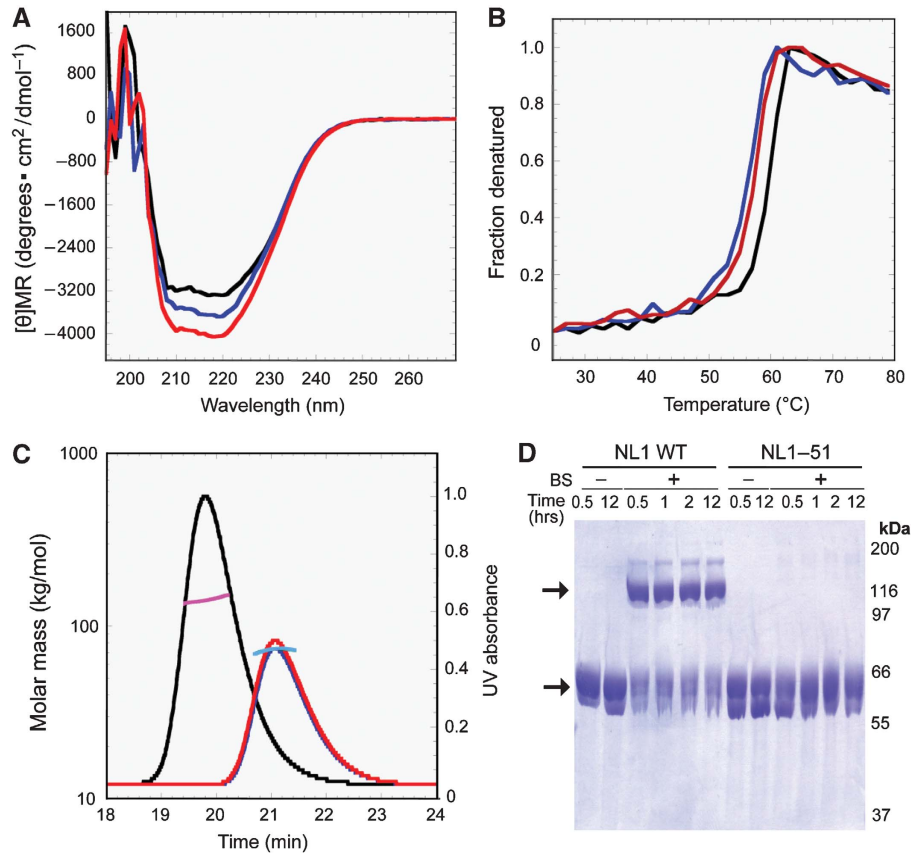 A
[θ]MR (degrees▪cm²/dmol⁻¹)
1600
800
0
−800
−1600
−2400
−3200
−4000
200 210 220 230 240 250 260
Wavelength (nm)
B
Fraction denatured
1.0
0.8
0.6
0.4
0.2
0
30 40 50 60 70 80
Temperature (°C)
C
Molar mass (kg/mol)
1000
100
10
UV absorbance
1.0
0.8
0.6
0.4
0.2
0
18 19 20 21 22 23 24
Time (min)
D
NL1 WT NL1–51
BS − + − +
Time (hrs) 0.5 12 0.5 1 2 12 0.5 12 0.5 1 2 12
kDa
200
116
97
66
55
37